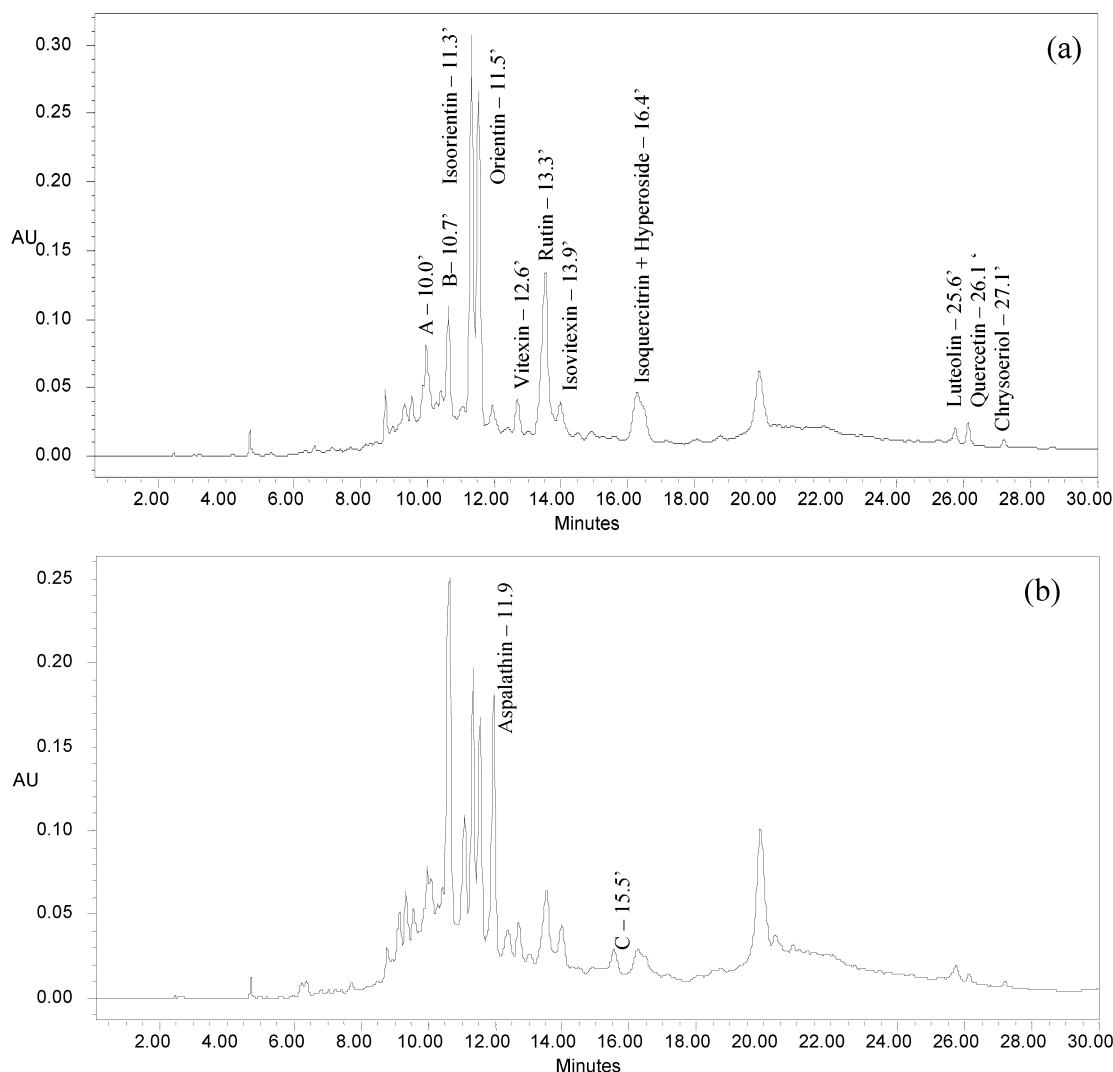 (a)
0.30
0.25
0.20
0.15
AU
0.10
0.05
0.00
A – 10.0’
B– 10.7’
Isoorientin – 11.3’
Orientin – 11.5’
Vitexin – 12.6’
Rutin – 13.3’
Isovitexin – 13.9’
Isoquercitrin + Hyperoside – 16.4’
Luteolin – 25.6’
Quercetin – 26.1 ‘
Chrysoeriol – 27.1’
2.00 4.00 6.00 8.00 10.00 12.00 14.00 16.00 18.00 20.00 22.00 24.00 26.00 28.00 30.00
Minutes
(b)
0.25
0.20
0.15
AU
0.10
0.05
0.00
Aspalathin – 11.9
C – 15.5’
2.00 4.00 6.00 8.00 10.00 12.00 14.00 16.00 18.00 20.00 22.00 24.00 26.00 28.00 30.00
Minutes